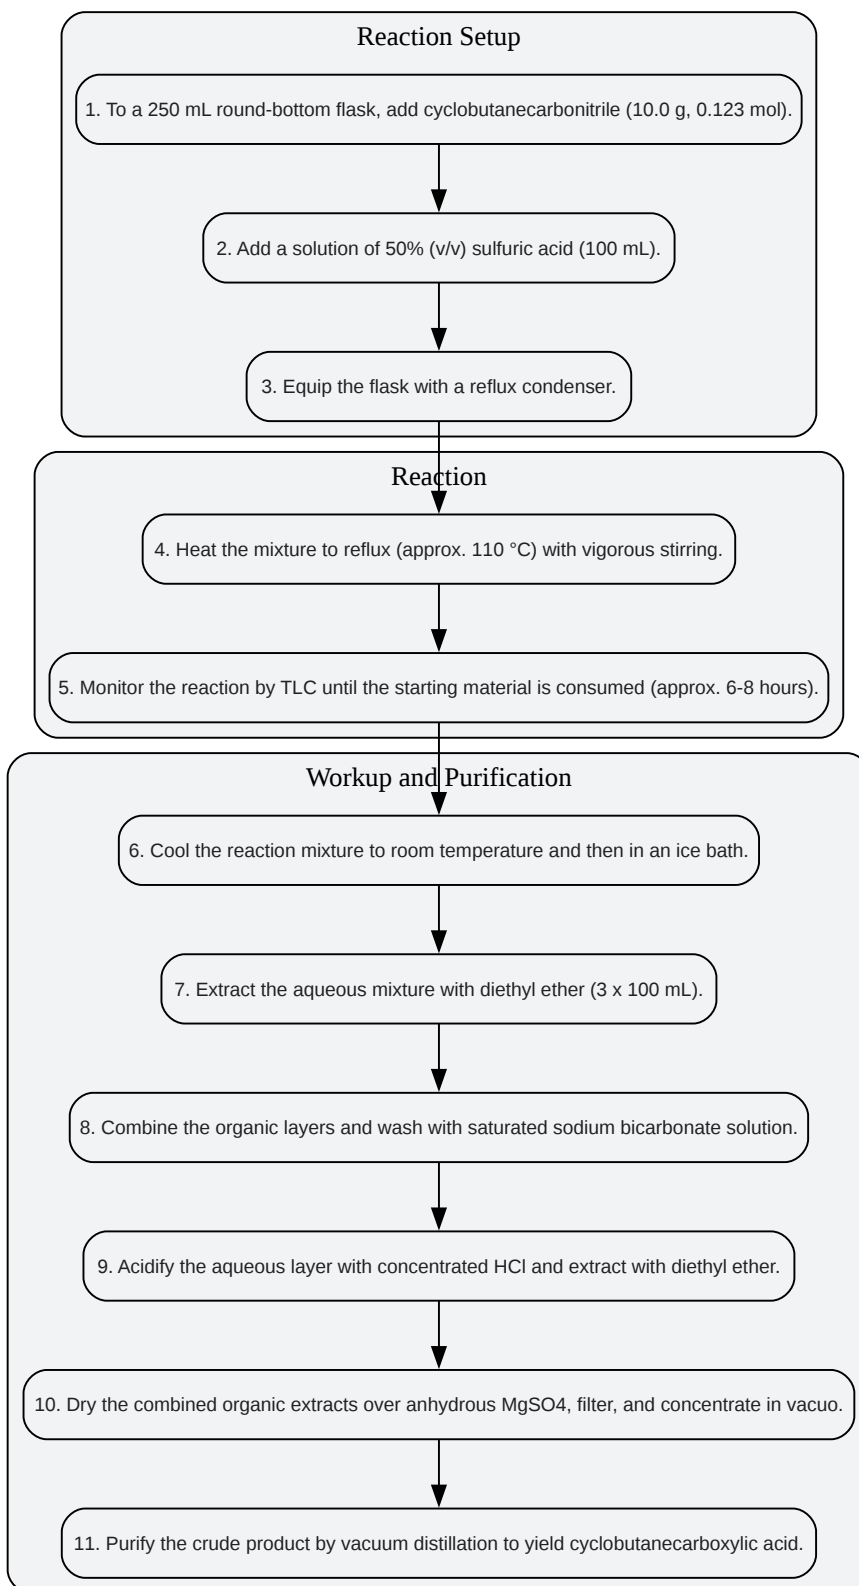 Reaction Setup
1. To a 250 mL round-bottom flask, add cyclobutanecarbonitrile (10.0 g, 0.123 mol).
2. Add a solution of 50% (v/v) sulfuric acid (100 mL).
3. Equip the flask with a reflux condenser.
Reaction
4. Heat the mixture to reflux (approx. 110 °C) with vigorous stirring.
5. Monitor the reaction by TLC until the starting material is consumed (approx. 6-8 hours).
Workup and Purification
6. Cool the reaction mixture to room temperature and then in an ice bath.
7. Extract the aqueous mixture with diethyl ether (3 x 100 mL).
8. Combine the organic layers and wash with saturated sodium bicarbonate solution.
9. Acidify the aqueous layer with concentrated HCl and extract with diethyl ether.
10. Dry the combined organic extracts over anhydrous MgSO4, filter, and concentrate in vacuo.
11. Purify the crude product by vacuum distillation to yield cyclobutanecarboxylic acid.